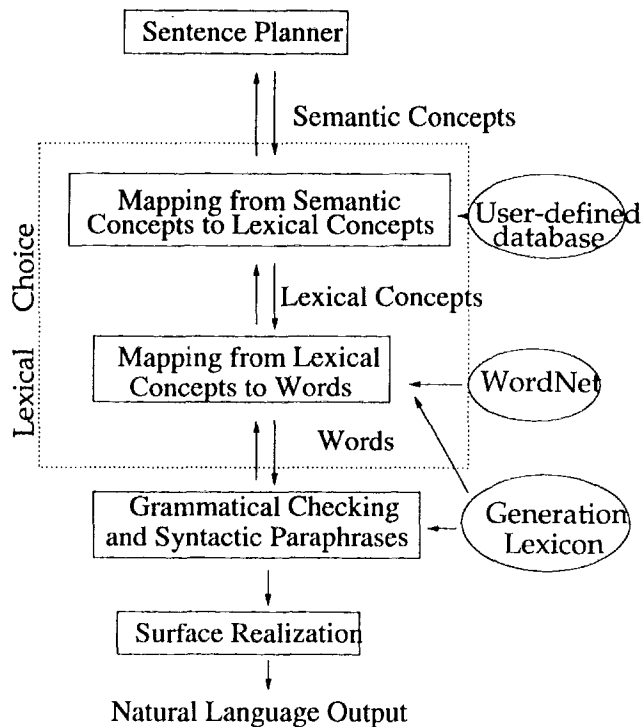 Sentence Planner
Semantic Concepts
Mapping from Semantic
Concepts to Lexical Concepts
User-defined
database
Lexical Choice
Lexical Concepts
Mapping from Lexical
Concepts to Words
WordNet
Words
Grammatical Checking
and Syntactic Paraphrases
Generation
Lexicon
Surface Realization
Natural Language Output